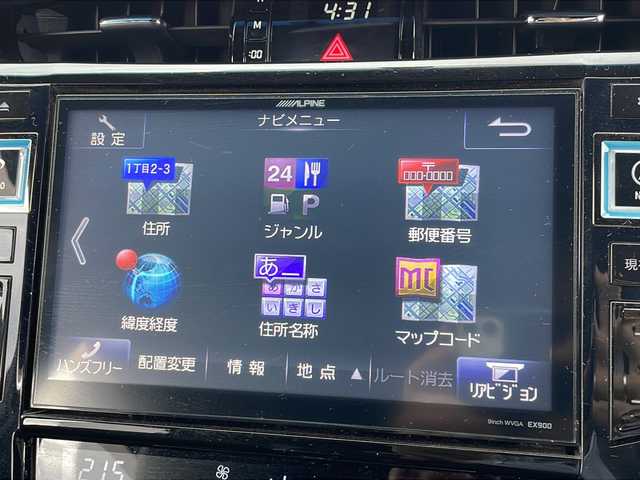 4:31
M
:00
ALPINE
ナビメニュー
設定
1丁目2-3
24
P
〒
000-0000
住所
ジャンル
郵便番号
あ
あ か さ
い き し
緯度経度
住所名称
マップコード
ハンズフリー
配置変更
情報
地点
ルート消去
リアビジョン
9inch WVGA EX900
215
現